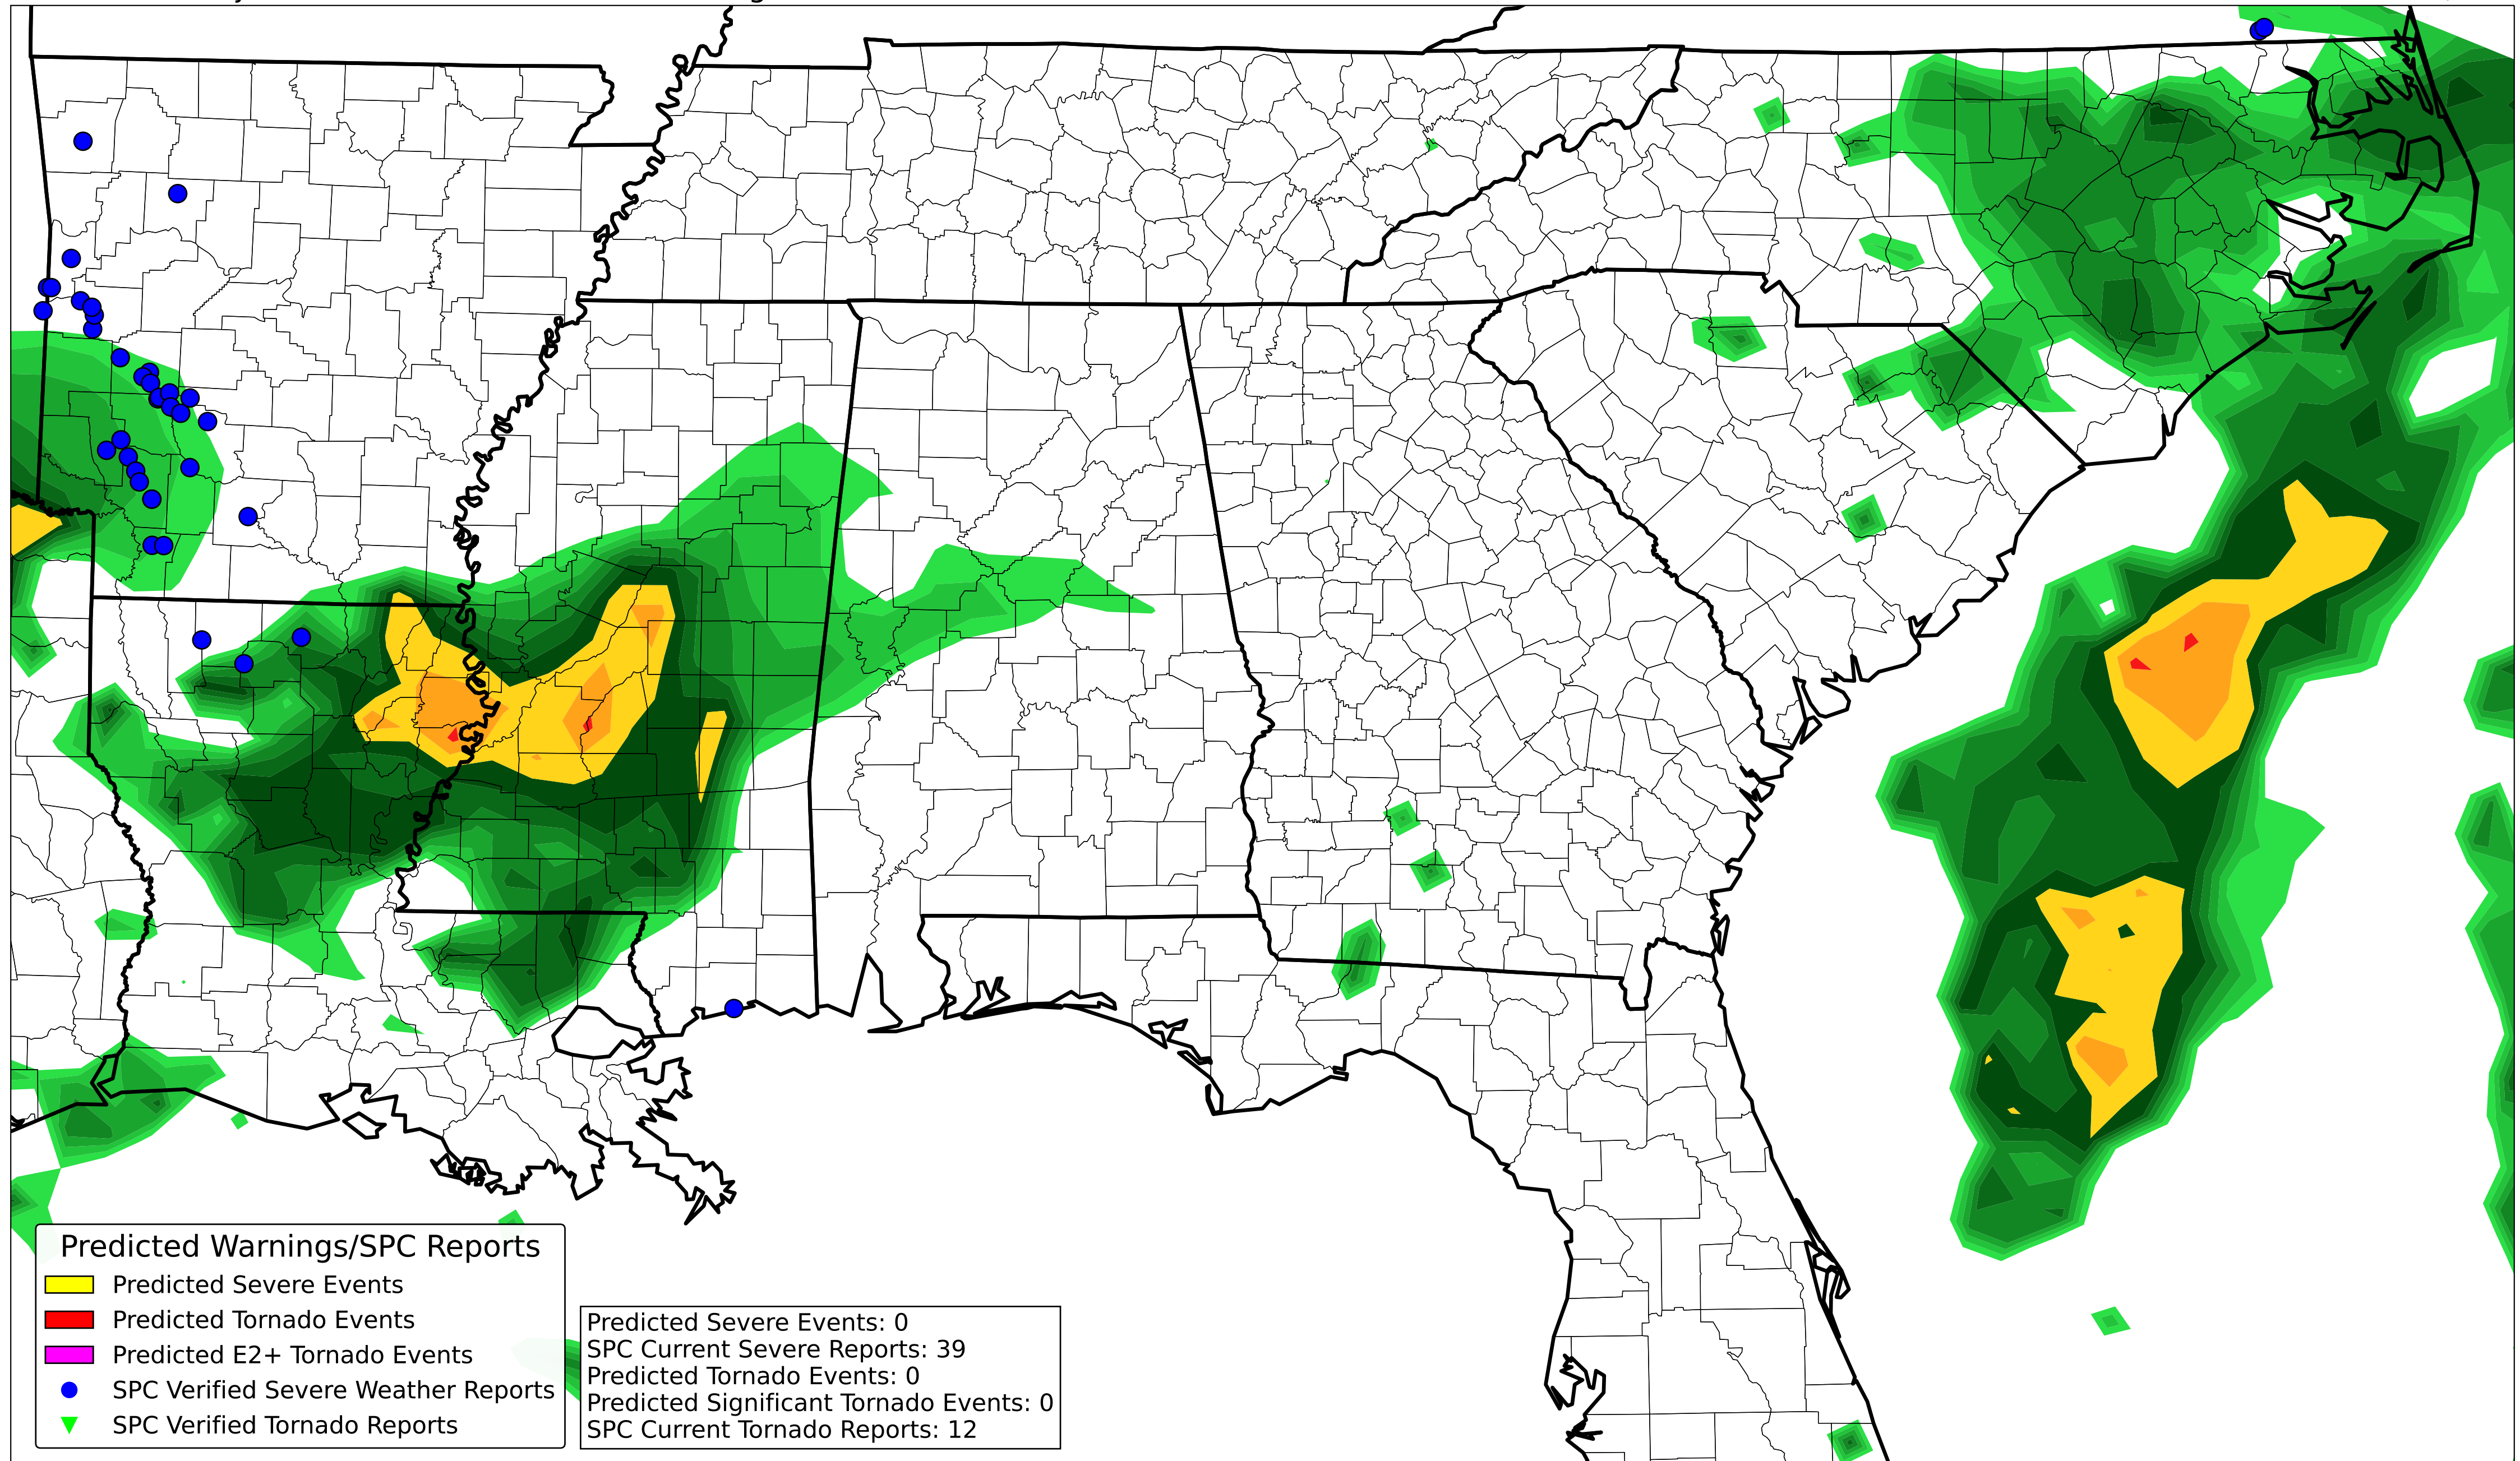 Predicted Warnings/SPC Reports
Predicted Severe Events
Predicted Tornado Events
Predicted E2+ Tornado Events
SPC Verified Severe Weather Reports
SPC Verified Tornado Reports
Predicted Severe Events: 0
SPC Current Severe Reports: 39
Predicted Tornado Events: 0
Predicted Significant Tornado Events: 0
SPC Current Tornado Reports: 12